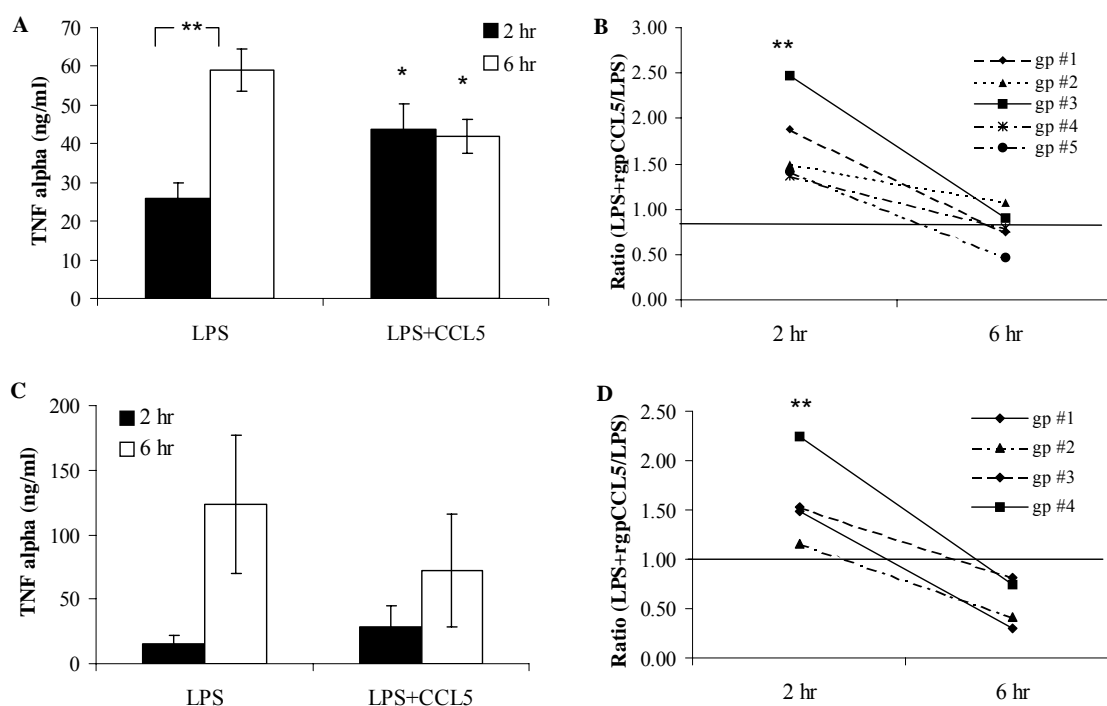 A
TNF alpha (ng/ml)
70
60
50
40
30
20
10
0
**
*
*
2 hr
6 hr
LPS
LPS+CCL5
B
Ratio (LPS+rgpCCL5/LPS)
3.00
2.50
2.00
1.50
1.00
0.50
0.00
**
gp #1
gp #2
gp #3
gp #4
gp #5
2 hr
6 hr
C
TNF alpha (ng/ml)
200
150
100
50
0
2 hr
6 hr
LPS
LPS+CCL5
D
Ratio (LPS+rgpCCL5/LPS)
2.50
2.00
1.50
1.00
0.50
0.00
**
gp #1
gp #2
gp #3
gp #4
2 hr
6 hr